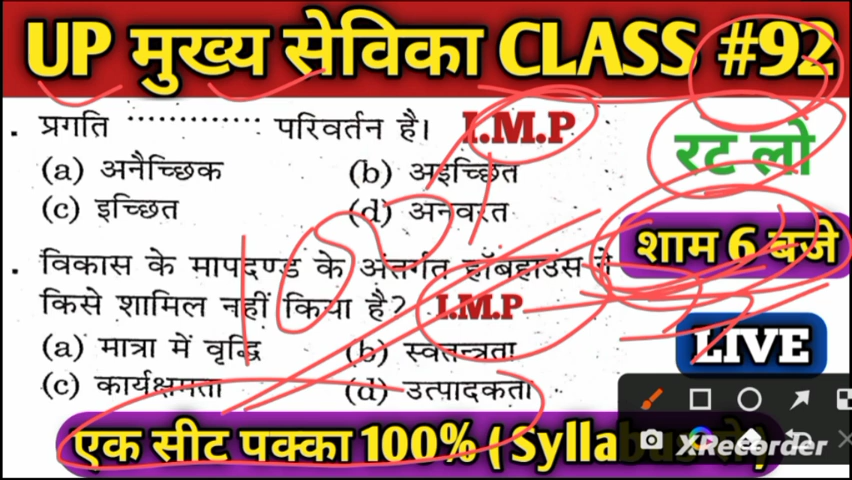 UP मुख्य सेविका CLASS #92
. प्रगति ............. परिवर्तन है। I.M.P
रट लो
(a) अनैच्छिक (b) अइच्छित
(c) इच्छित (d) अनवरत
शाम 6 बजे
. विकास के मापदण्ड के अंतर्गत हॉबहाउस ने
किसे शामिल नहीं किया है? I.M.P
(a) मात्रा में वृद्धि (b) स्वतन्त्रता
LIVE
(c) कार्यक्षमता (d) उत्पादकता
एक सीट पक्का 100% ( Sylla
XRecorder